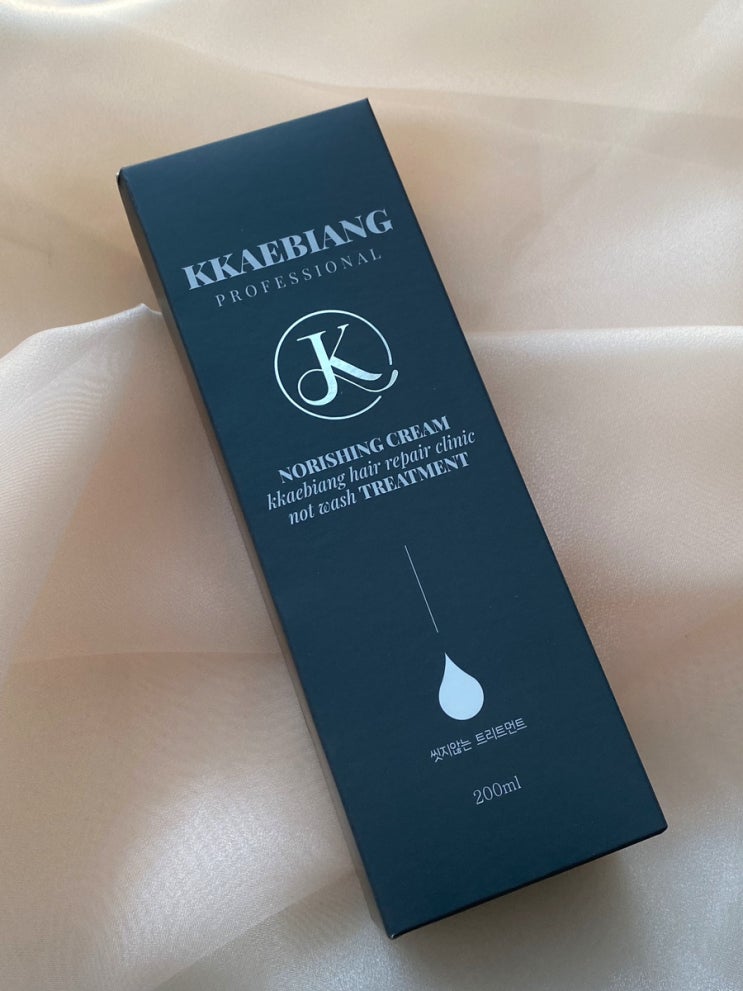 KKAEBIANG
PROFESSIONAL
K
NORISHING CREAM
kkaebiang hair repair clinic
not wash TREATMENT
씻지않는 트리트먼트
200ml